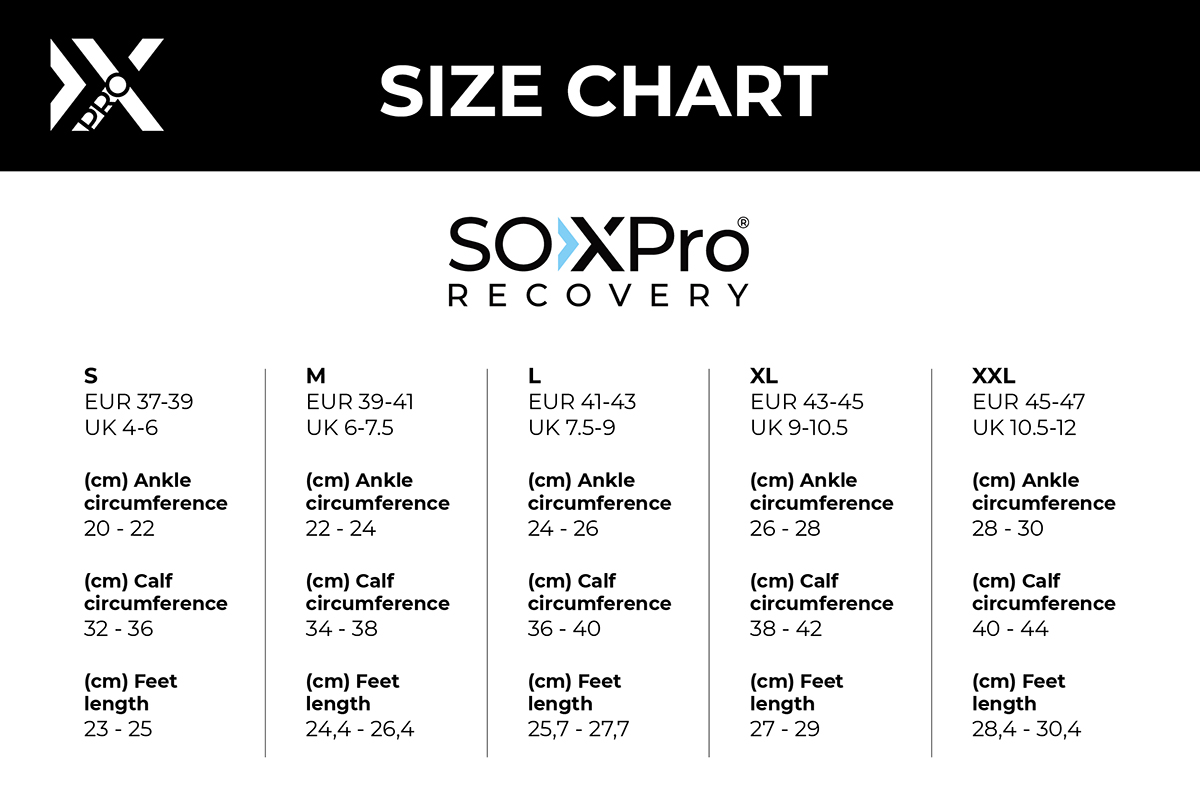 PRO
SIZE CHART
SOXPro®
RECOVERY
S
EUR 37-39
UK 4-6
(cm) Ankle
circumference
20 - 22
(cm) Calf
circumference
32 - 36
(cm) Feet
length
23 - 25
M
EUR 39-41
UK 6-7.5
(cm) Ankle
circumference
22 - 24
(cm) Calf
circumference
34 - 38
(cm) Feet
length
24,4 - 26,4
L
EUR 41-43
UK 7.5-9
(cm) Ankle
circumference
24 - 26
(cm) Calf
circumference
36 - 40
(cm) Feet
length
25,7 - 27,7
XL
EUR 43-45
UK 9-10.5
(cm) Ankle
circumference
26 - 28
(cm) Calf
circumference
38 - 42
(cm) Feet
length
27 - 29
XXL
EUR 45-47
UK 10.5-12
(cm) Ankle
circumference
28 - 30
(cm) Calf
circumference
40 - 44
(cm) Feet
length
28,4 - 30,4